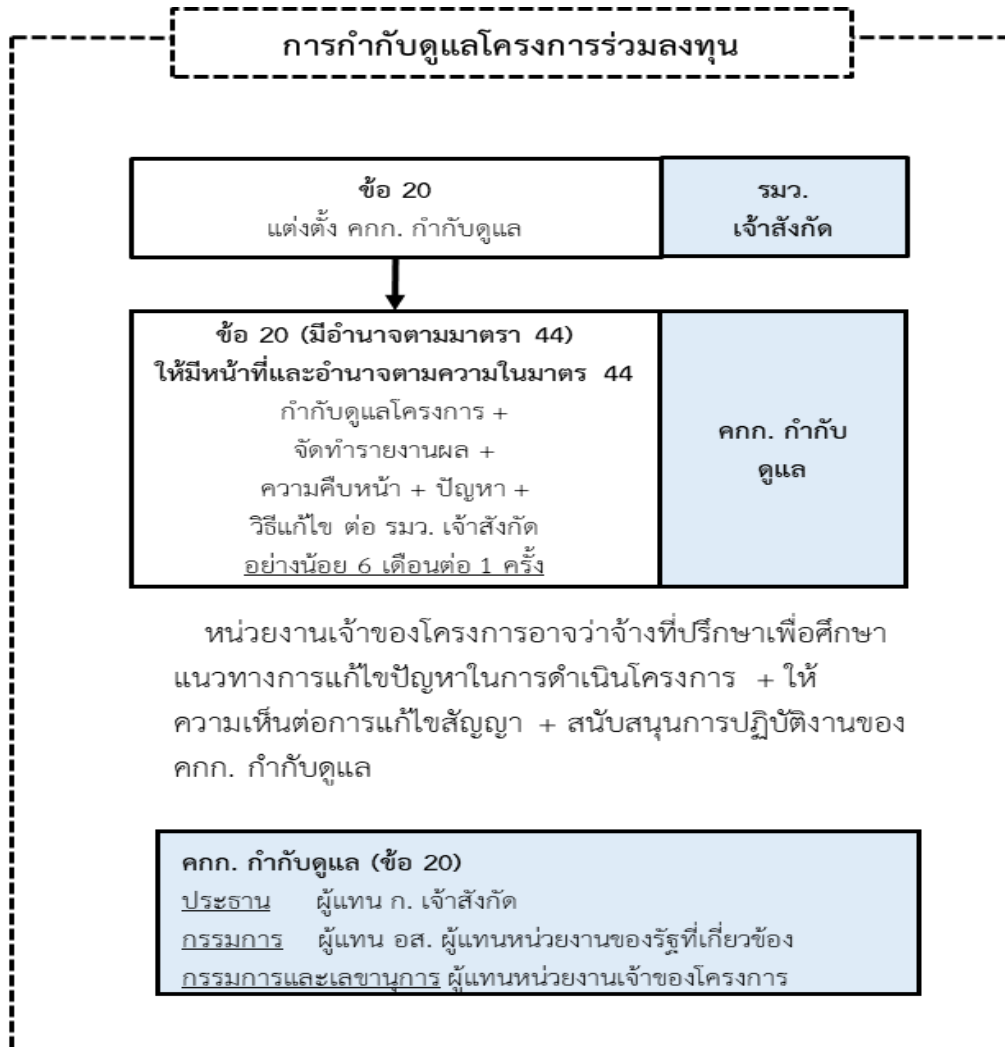 การกำกับดูแลโครงการร่วมลงทุน
ข้อ 20
แต่งตั้ง คกก. กำกับดูแล
รมว.
เจ้าสังกัด
ข้อ 20 (มีอำนาจตามมาตรา 44)
ให้มีหน้าที่และอำนาจตามความในมาตร 44
กำกับดูแลโครงการ +
จัดทำรายงานผล +
ความคืบหน้า + ปัญหา +
วิธีแก้ไข ต่อ รมว. เจ้าสังกัด
อย่างน้อย 6 เดือนต่อ 1 ครั้ง
คกก. กำกับ
ดูแล
หน่วยงานเจ้าของโครงการอาจว่าจ้างที่ปรึกษาเพื่อศึกษา
แนวทางการแก้ไขปัญหาในการดำเนินโครงการ + ให้
ความเห็นต่อการแก้ไขสัญญา + สนับสนุนการปฏิบัติงานของ
คกก. กำกับดูแล
คกก. กำกับดูแล (ข้อ 20)
ประธาน ผู้แทน ก. เจ้าสังกัด
กรรมการ ผู้แทน อส. ผู้แทนหน่วยงานของรัฐที่เกี่ยวข้อง
กรรมการและเลขานุการ ผู้แทนหน่วยงานเจ้าของโครงการ